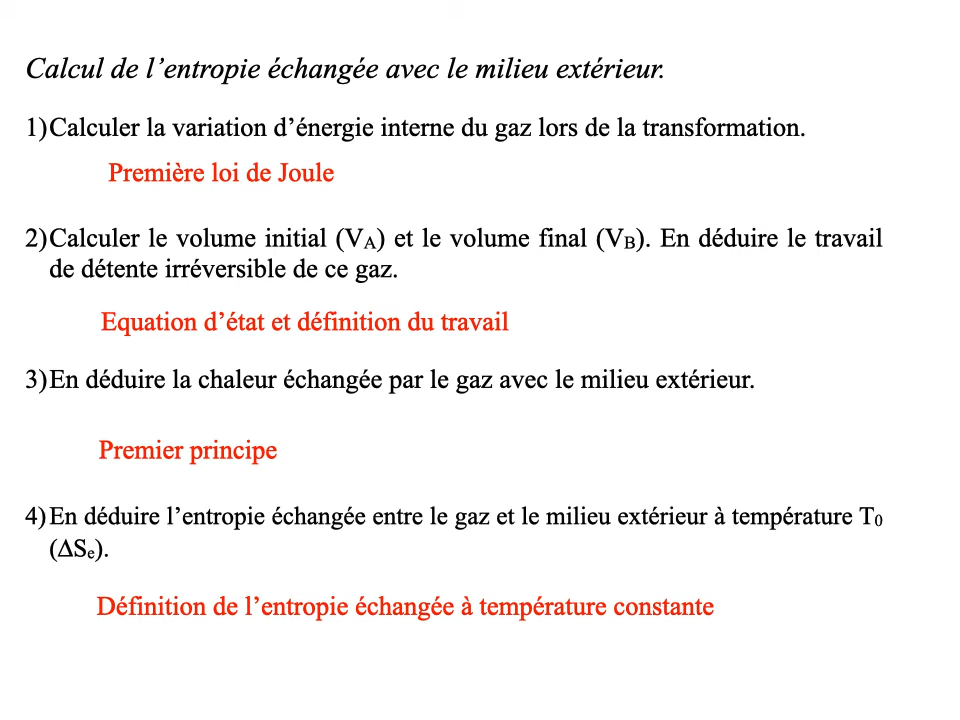 Calcul de l’entropie échangée avec le milieu extérieur.
1)Calculer la variation d’énergie interne du gaz lors de la transformation.
Première loi de Joule
2)Calculer le volume initial (VA) et le volume final (VB). En déduire le travail
de détente irréversible de ce gaz.
Equation d’état et définition du travail
3)En déduire la chaleur échangée par le gaz avec le milieu extérieur.
Premier principe
4)En déduire l’entropie échangée entre le gaz et le milieu extérieur à température T0
(ΔSe).
Définition de l’entropie échangée à température constante